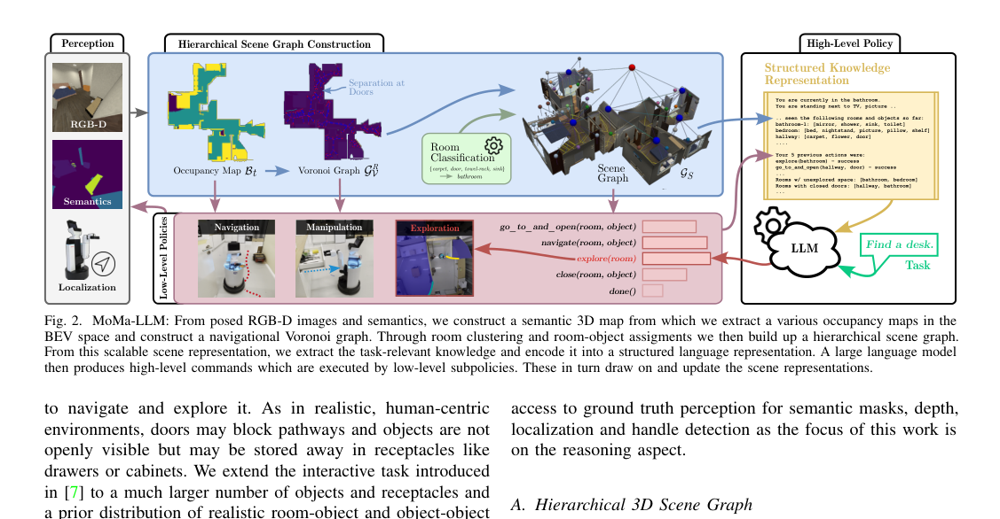 Perception
RGB-D
Semantics
Localization
Hierarchical Scene Graph Construction
Separation at
Doors
Occupancy Map 𝓑t
Voronoi Graph 𝓖ᴿᵥ
Room
Classification
[carpet, door, towel-rack, sink]
bathroom
Scene
Graph
𝓖S
Low-Level Policies
Navigation
Manipulation
Exploration
go_to_and_open(room, object)
navigate(room, object)
explore(room)
close(room, object)
done()
High-Level Policy
Structured Knowledge
Representation
You are currently in the bathroom.
You are standing next to TV, picture ..
.. seen the following rooms and objects so far:
bathroom-1: [mirror, shower, sink, toilet]
bedroom: [bed, nightstand, picture, pillow, shelf]
hallway: [carpet, flower, door]
....
Your 5 previous actions were:
explore(bathroom) - success
go_to_and_open(hallway, door) - success
...
Rooms w/ unexplored space: [bathroom, bedroom]
Rooms with closed doors: [hallway, bathroom]
...
LLM
Find a desk.
Task
Fig. 2. MoMa-LLM: From posed RGB-D images and semantics, we construct a semantic 3D map from which we extract a various occupancy maps in the
BEV space and construct a navigational Voronoi graph. Through room clustering and room-object assigments we then build up a hierarchical scene graph.
From this scalable scene representation, we extract the task-relevant knowledge and encode it into a structured language representation. A large language model
then produces high-level commands which are executed by low-level subpolicies. These in turn draw on and update the scene representations.
to navigate and explore it. As in realistic, human-centric
environments, doors may block pathways and objects are not
openly visible but may be stored away in receptacles like
drawers or cabinets. We extend the interactive task introduced
in [7] to a much larger number of objects and receptacles and
a prior distribution of realistic room-object and object-object
access to ground truth perception for semantic masks, depth,
localization and handle detection as the focus of this work is
on the reasoning aspect.
A. Hierarchical 3D Scene Graph